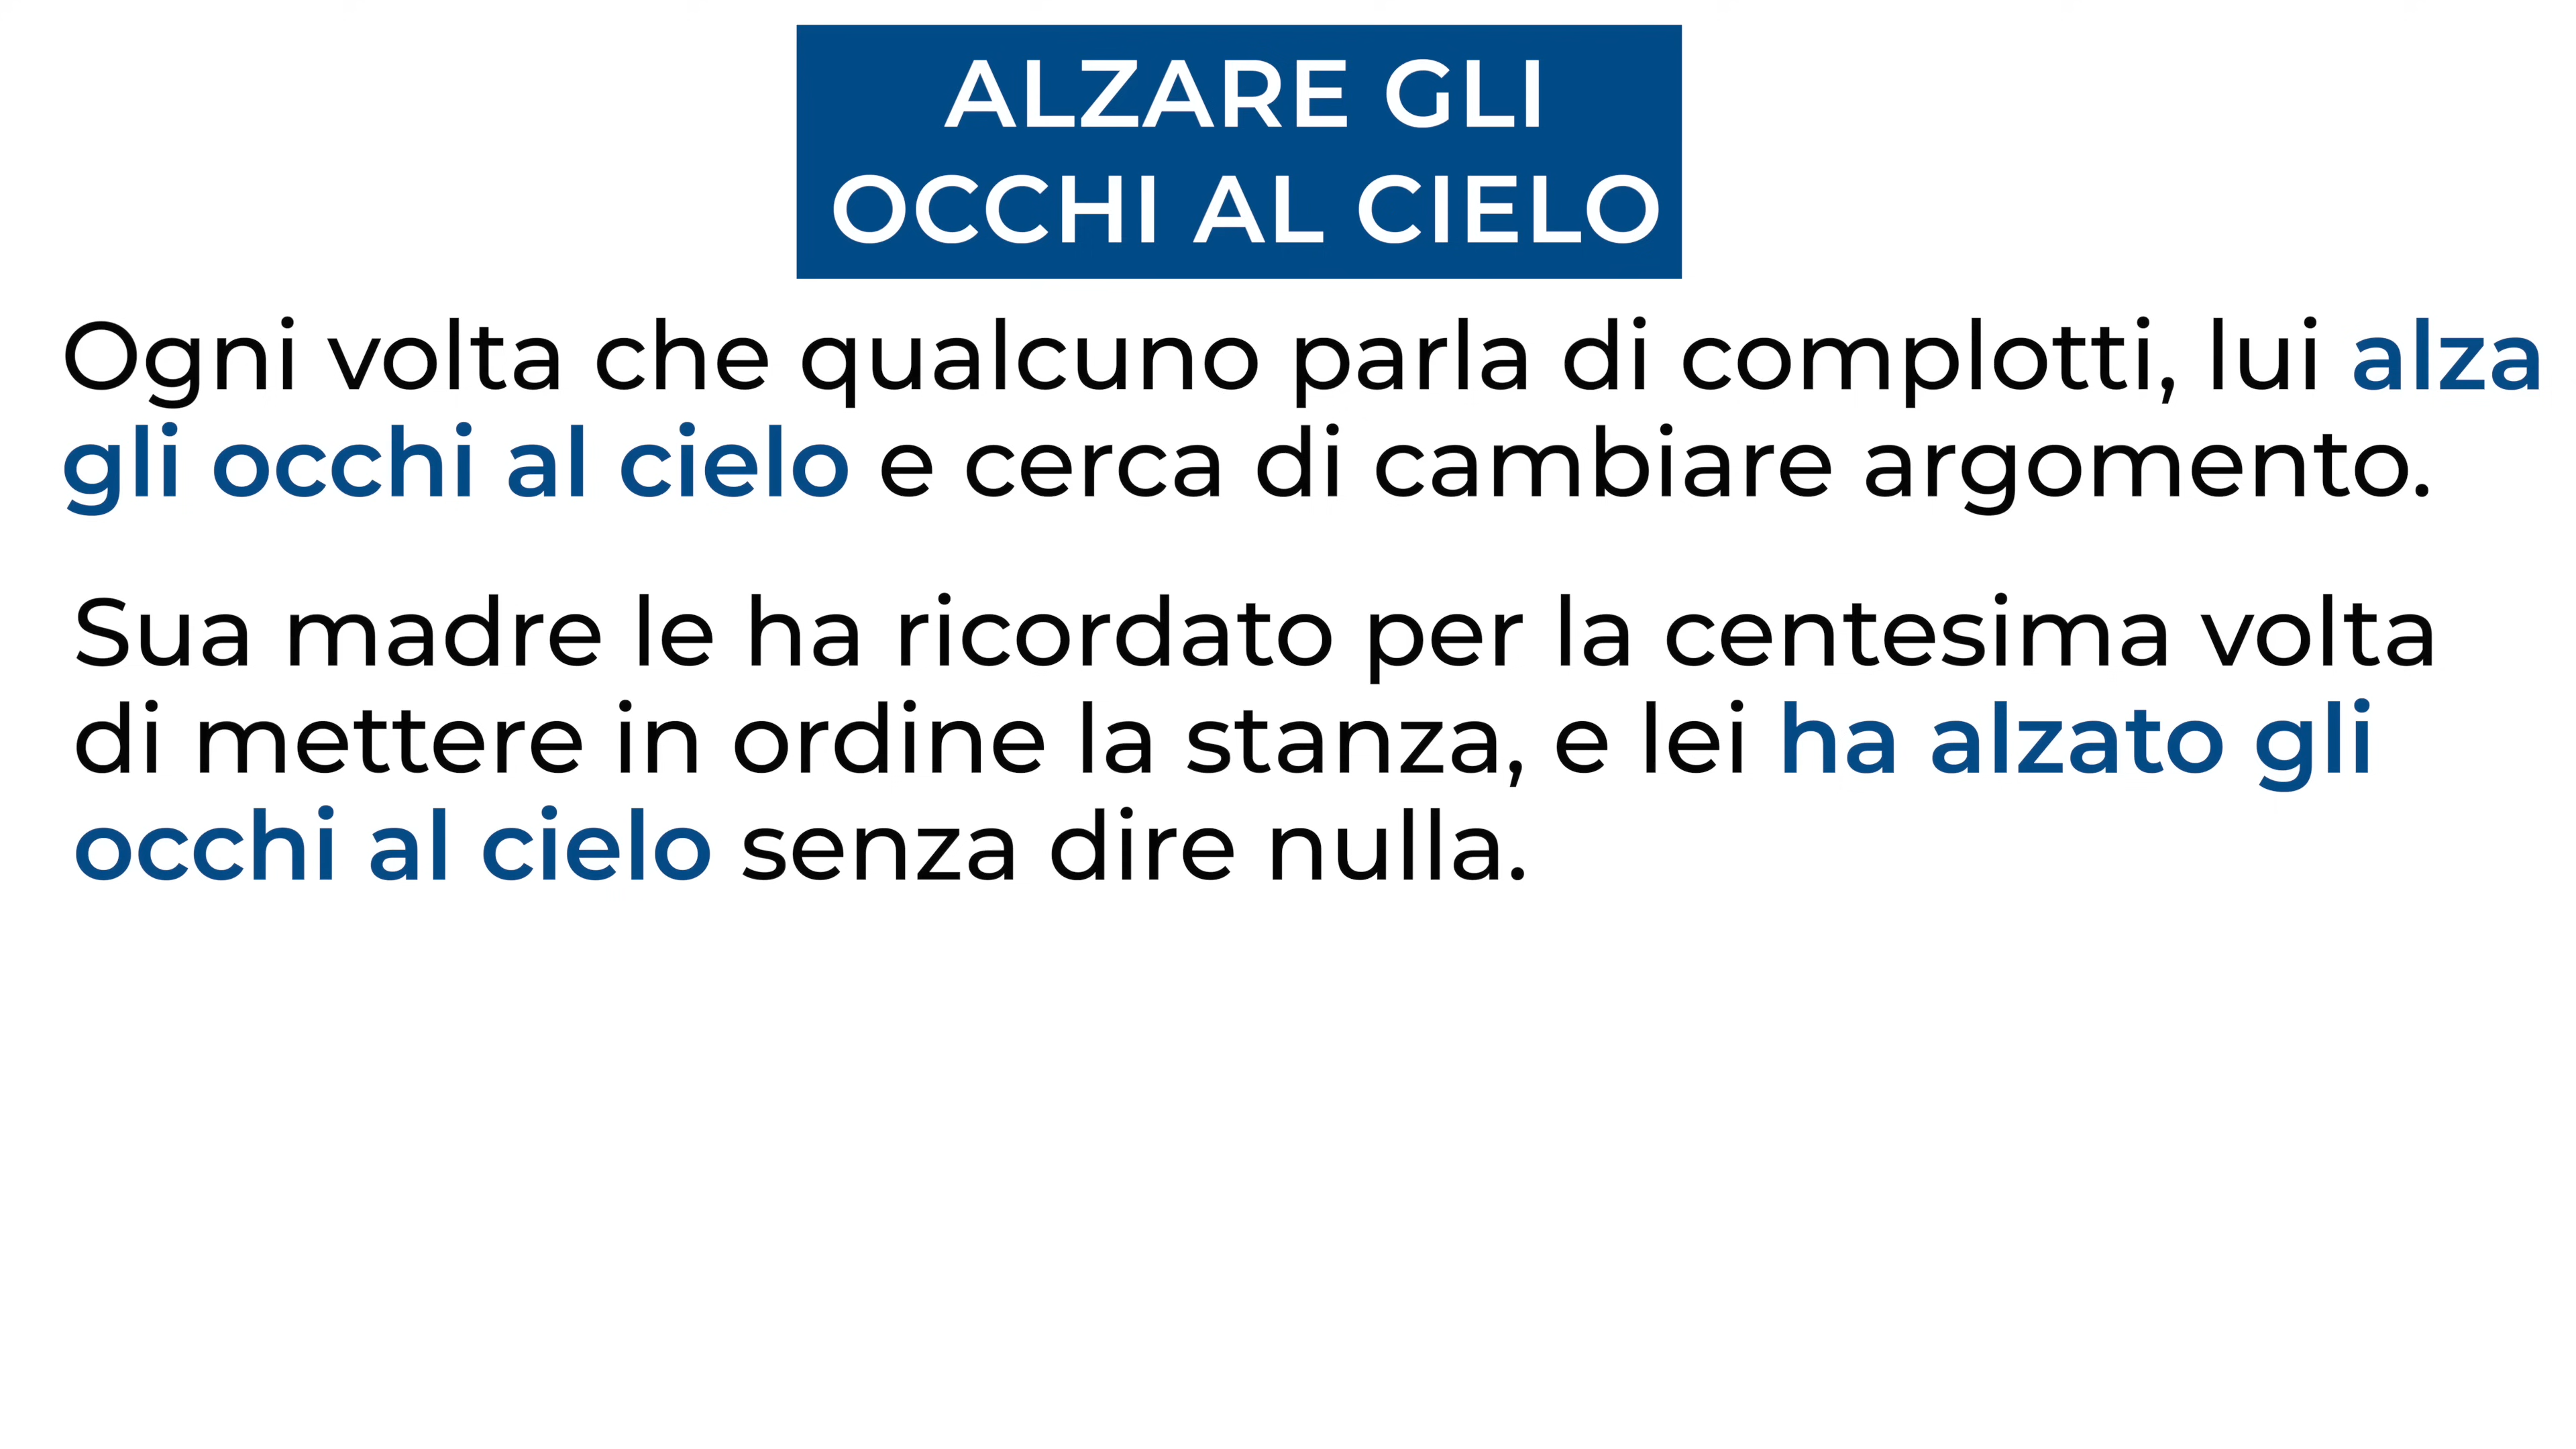 ALZARE GLI
OCCHI AL CIELO
Ogni volta che qualcuno parla di complotti, lui alza
gli occhi al cielo e cerca di cambiare argomento.
Sua madre le ha ricordato per la centesima volta
di mettere in ordine la stanza, e lei ha alzato gli
occhi al cielo senza dire nulla.